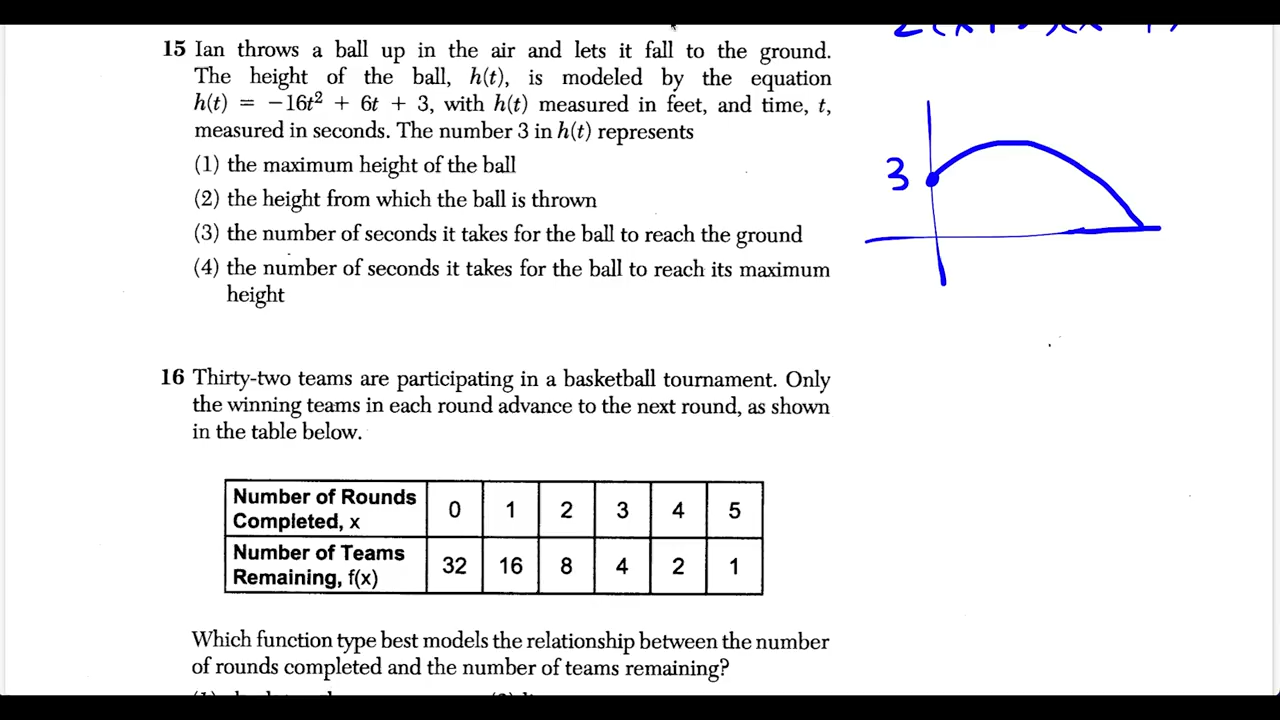 15 Ian throws a ball up in the air and lets it fall to the ground.
The height of the ball, h(t), is modeled by the equation
h(t) = −16t² + 6t + 3, with h(t) measured in feet, and time, t,
measured in seconds. The number 3 in h(t) represents
(1) the maximum height of the ball
(2) the height from which the ball is thrown
(3) the number of seconds it takes for the ball to reach the ground
(4) the number of seconds it takes for the ball to reach its maximum
height
3
16 Thirty-two teams are participating in a basketball tournament. Only
the winning teams in each round advance to the next round, as shown
in the table below.
Number of Rounds
Completed, x 0 1 2 3 4 5
Number of Teams
Remaining, f(x) 32 16 8 4 2 1
Which function type best models the relationship between the number
of rounds completed and the number of teams remaining?